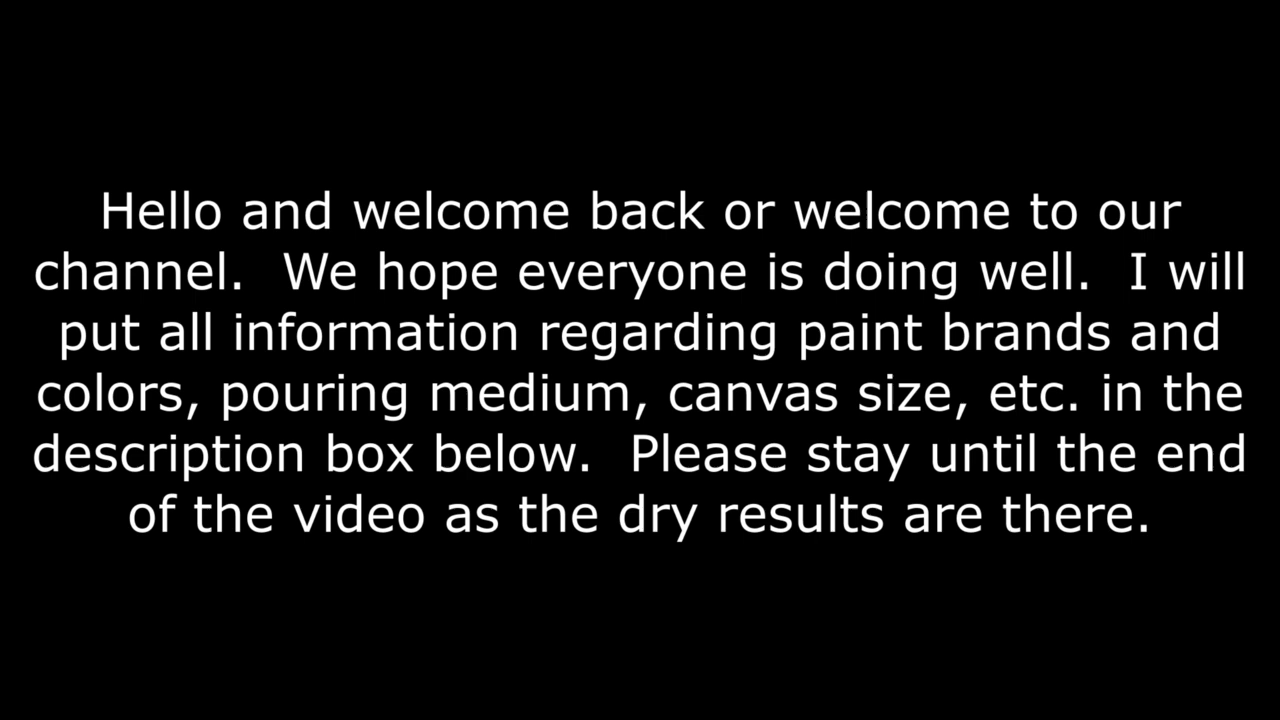 Hello and welcome back or welcome to our
channel.  We hope everyone is doing well.  I will
put all information regarding paint brands and
colors, pouring medium, canvas size, etc. in the
description box below.  Please stay until the end
of the video as the dry results are there.